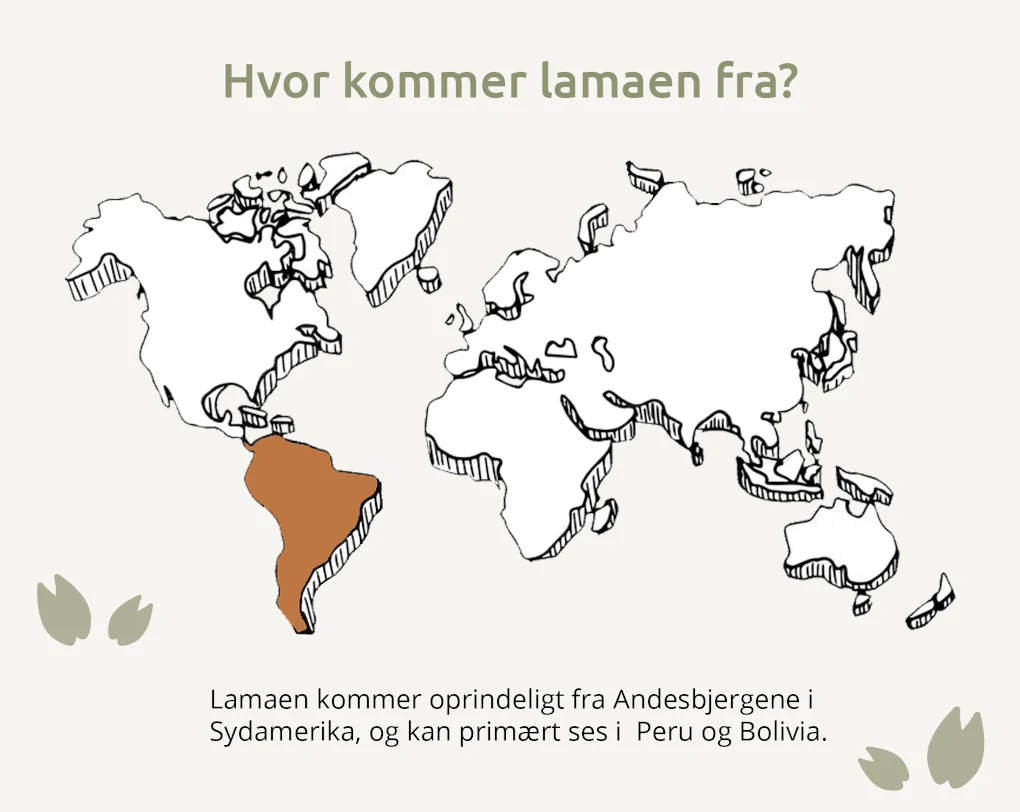 Hvor kommer lamaen fra?
Lamaen kommer oprindeligt fra Andesbjergene i
Sydamerika, og kan primært ses i  Peru og Bolivia.